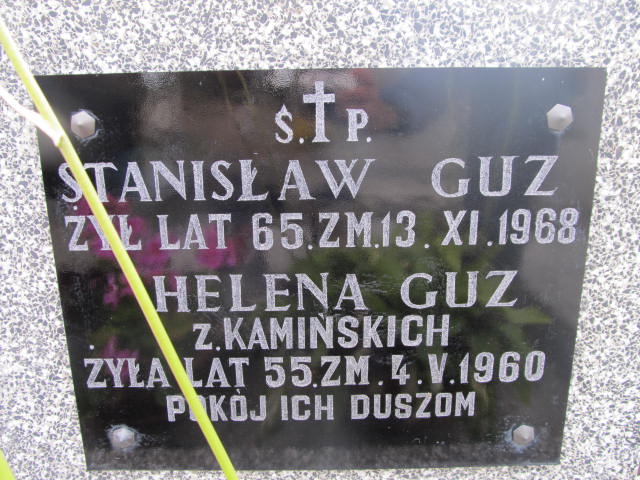 Ś. † P.
STANISŁAW GUZ
ŻYŁ LAT 65. ZM. 13. XI. 1968
HELENA GUZ
Z. KAMIŃSKICH
ŻYŁA LAT 55. ZM. 4. V. 1960
POKÓJ ICH DUSZOM